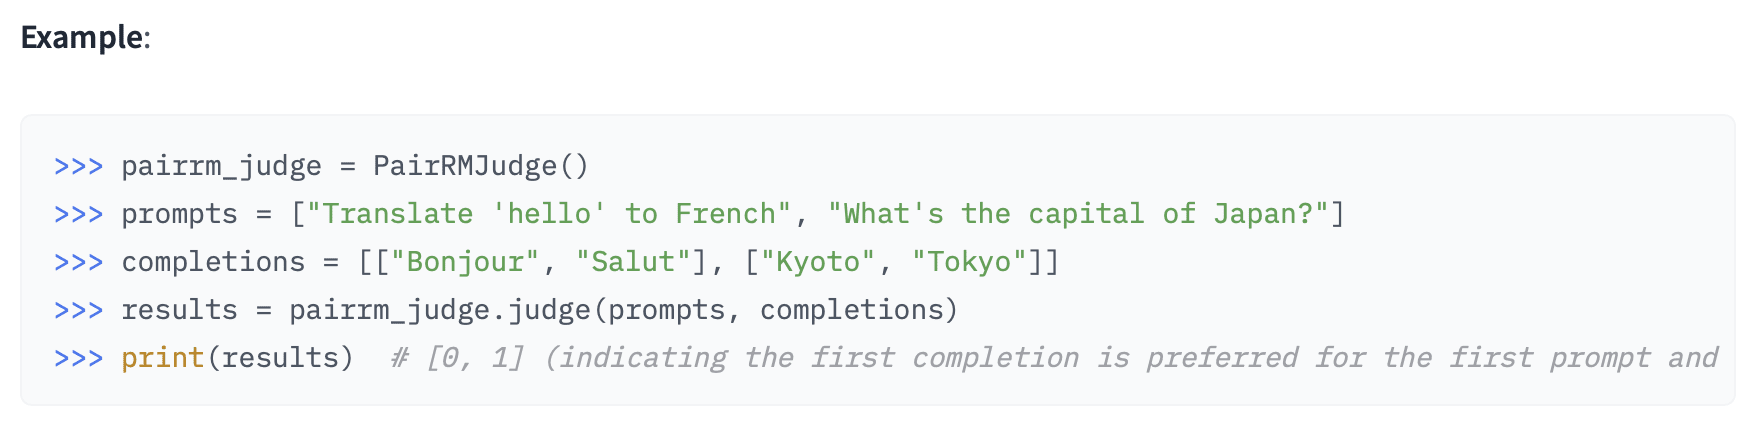 Example:
>>> pairrm_judge = PairRMJudge()
>>> prompts = ["Translate 'hello' to French", "What's the capital of Japan?"]
>>> completions = [["Bonjour", "Salut"], ["Kyoto", "Tokyo"]]
>>> results = pairrm_judge.judge(prompts, completions)
>>> print(results)  # [0, 1] (indicating the first completion is preferred for the first prompt and